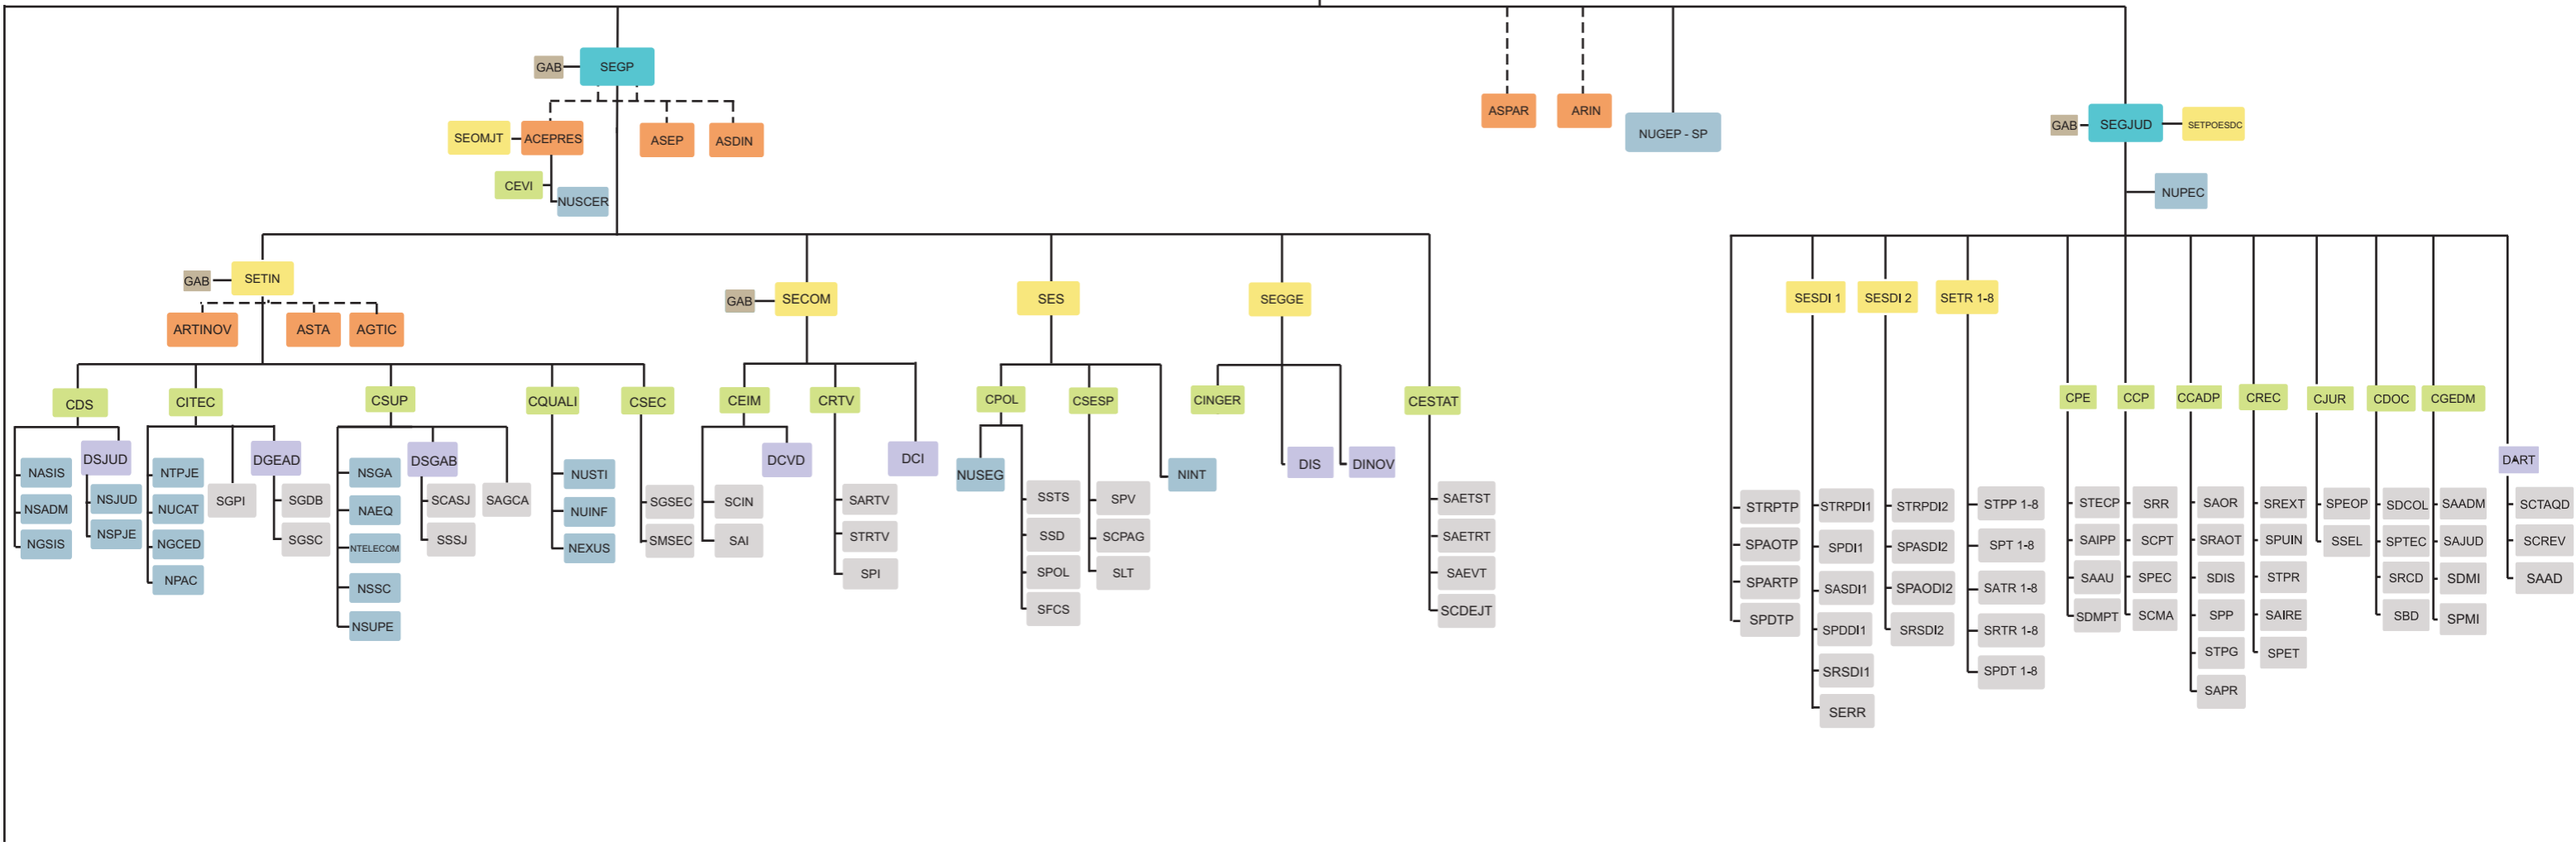 GAB
SEGP
SEOMJT
ACEPRES
ASEP
ASDIN
CEVI
NUSCER
ASPAR
ARIN
NUGEP - SP
GAB
SEGJUD
SETPOESDC
NUPEC
GAB
SETIN
ARTINOV
ASTA
AGTIC
GAB
SECOM
SES
SEGGE
CDS
CITEC
CSUP
CQUALI
CSEC
CEIM
CRTV
CPOL
CSESP
CINGER
CESTAT
DSJUD
NASIS
NSADM
NGSIS
NSJUD
NSPJE
NTPJE
NUCAT
NGCED
NPAC
SGPI
DGEAD
SGDB
SGSC
NSGA
NAEQ
NTELECOM
NSSC
NSUPE
DSGAB
SCASJ
SSSJ
SAGCA
NUSTI
NUINF
NEXUS
SGSEC
SMSEC
SCIN
SAI
DCVD
SARTV
STRTV
SPI
DCI
NUSEG
SSTS
SSD
SPOL
SFCS
SPV
SCPAG
SLT
NINT
DIS
DINOV
SAETST
SAETRT
SAEVT
SCDEJT
SESDI 1
SESDI 2
SETR 1-8
CPE
CCP
CCADP
CREC
CJUR
CDOC
CGEDM
DART
STRPTP
SPAOTP
SPARTP
SPDTP
STRPDI1
SPDI1
SASDI1
SPDDI1
SRSDI1
SERR
STRPDI2
SPASDI2
SPAODI2
SRSDI2
STPP 1-8
SPT 1-8
SATR 1-8
SRTR 1-8
SPDT 1-8
STECP
SAIPP
SAAU
SDMPT
SRR
SCPT
SPEC
SCMA
SAOR
SRAOT
SDIS
SPP
STPG
SAPR
SREXT
SPUIN
STPR
SAIRE
SPET
SPEOP
SSEL
SDCOL
SPTEC
SRCD
SBD
SAADM
SAJUD
SDMI
SPMI
SCTAQD
SCREV
SAAD